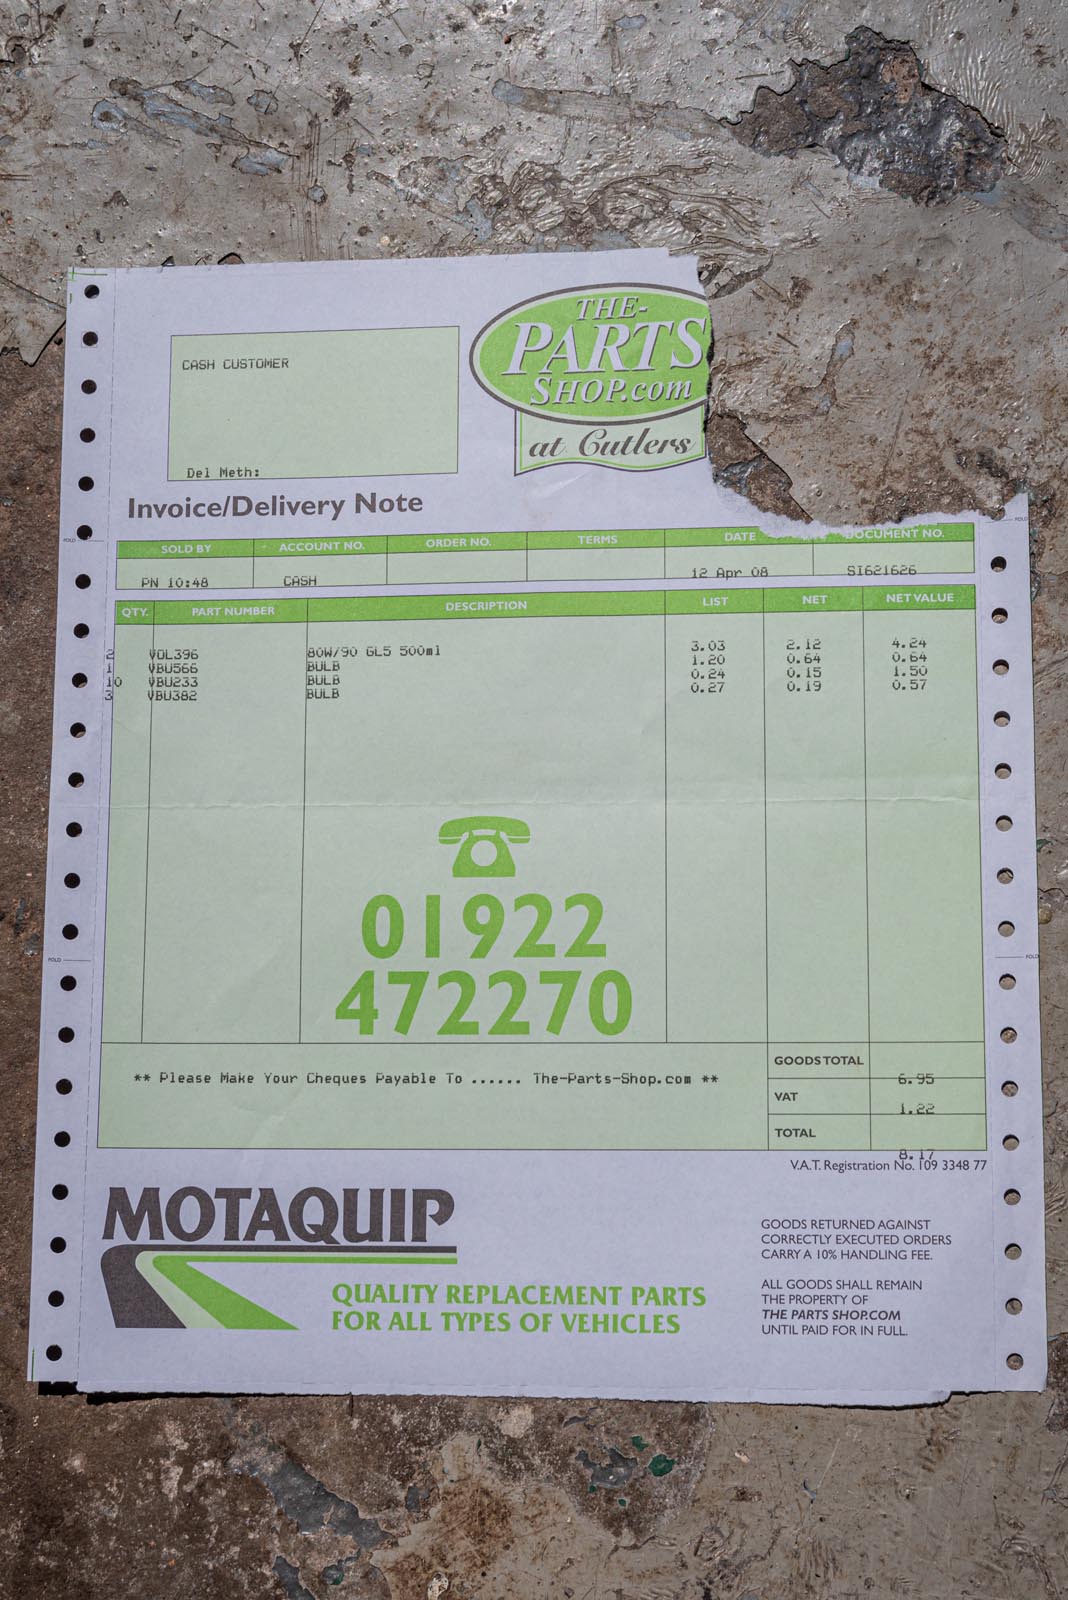 CASH CUSTOMER
Del Meth:
THE-
PARTS
SHOP.com
at Cutlers
Invoice/Delivery Note
SOLD BY ACCOUNT NO. ORDER NO. TERMS DATE DOCUMENT NO.
PN 10:48 CASH 12 Apr 08 SI621626
QTY. PART NUMBER DESCRIPTION LIST NET NET VALUE
2 VOL396 80W/90 GL5 500ml 3.03 2.12 4.24
1 VBU566 BULB 1.20 0.64 0.64
10 VBU233 BULB 0.24 0.15 1.50
3 VBU382 BULB 0.27 0.19 0.57
01922
472270
** Please Make Your Cheques Payable To ...... The-Parts-Shop.com **
GOODS TOTAL 6.95
VAT 1.22
TOTAL 8.17
V.A.T. Registration No. 109 3348 77
MOTAQUIP
QUALITY REPLACEMENT PARTS
FOR ALL TYPES OF VEHICLES
GOODS RETURNED AGAINST
CORRECTLY EXECUTED ORDERS
CARRY A 10% HANDLING FEE.
ALL GOODS SHALL REMAIN
THE PROPERTY OF
THE PARTS SHOP.COM
UNTIL PAID FOR IN FULL.
FOLD
FOLD
FOLD
FOLD